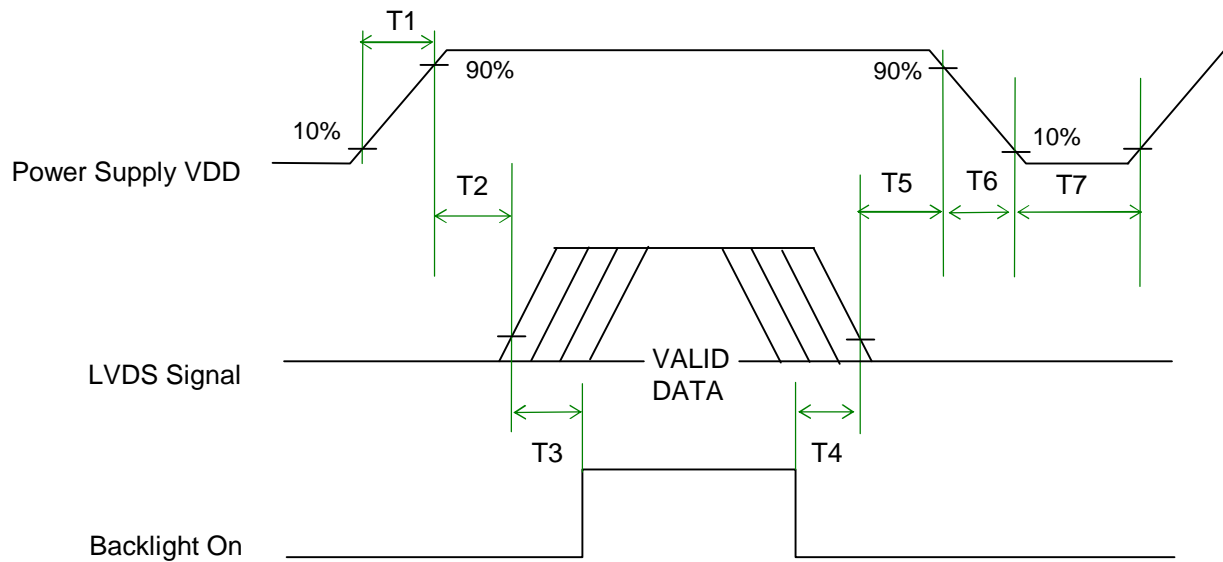 T1
90%
90%
10%
10%
Power Supply VDD
T2
T5
T6
T7
LVDS Signal
VALID
DATA
T3
T4
Backlight On